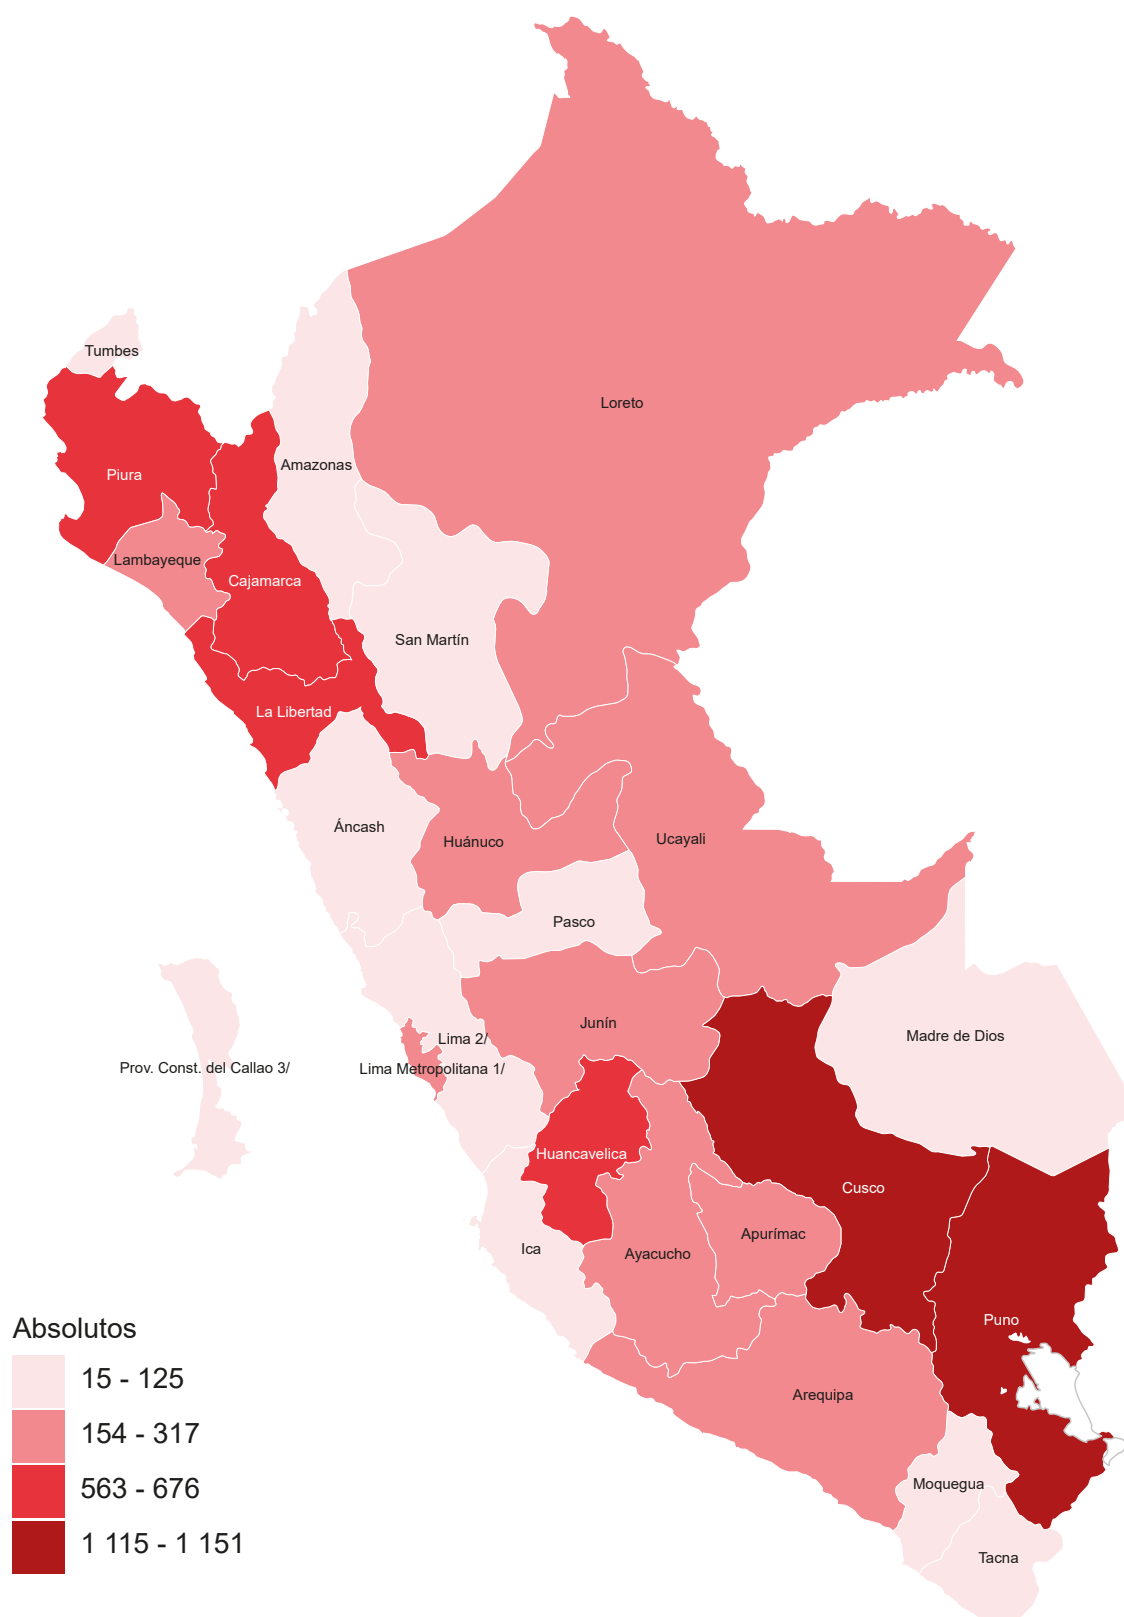 Tumbes
Loreto
Amazonas
Piura
Lambayeque
Cajamarca
San Martín
La Libertad
Áncash
Huánuco
Ucayali
Pasco
Junín
Madre de Dios
Lima 2/
Prov. Const. del Callao 3/
Lima Metropolitana 1/
Huancavelica
Cusco
Apurímac
Ica
Ayacucho
Puno
Arequipa
Moquegua
Tacna
Absolutos
15 - 125
154 - 317
563 - 676
1 115 - 1 151